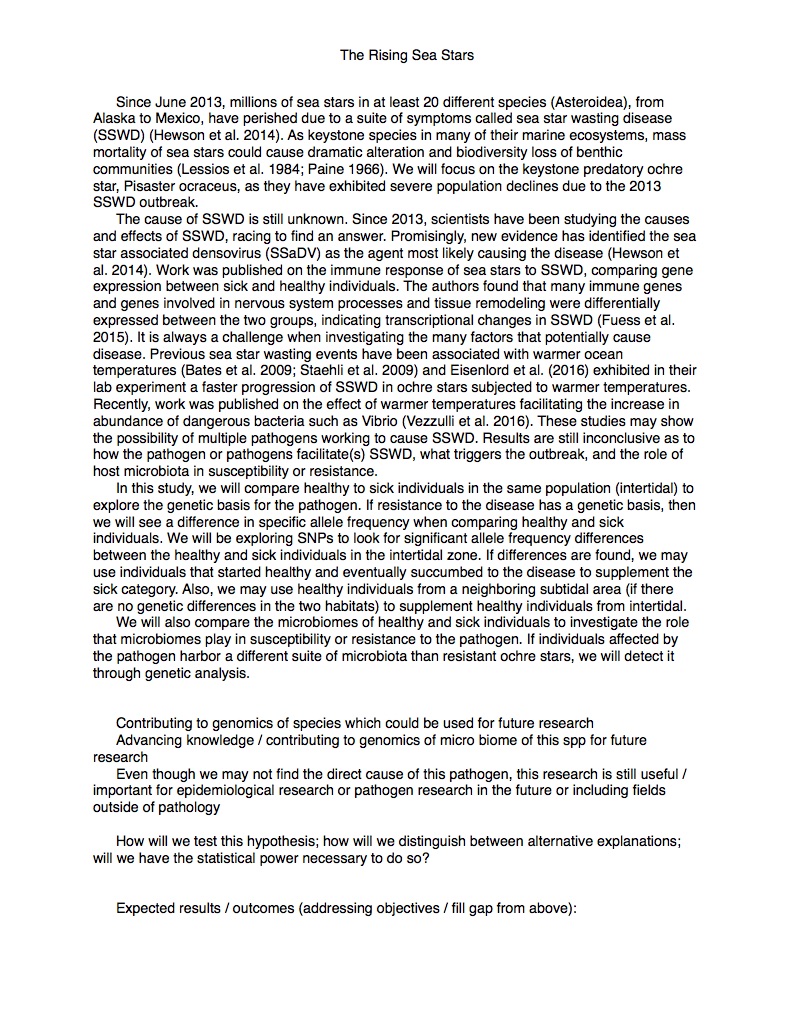 The Rising Sea Stars
Since June 2013, millions of sea stars in at least 20 different species (Asteroidea), from
Alaska to Mexico, have perished due to a suite of symptoms called sea star wasting disease
(SSWD) (Hewson et al. 2014). As keystone species in many of their marine ecosystems, mass
mortality of sea stars could cause dramatic alteration and biodiversity loss of benthic
communities (Lessios et al. 1984; Paine 1966). We will focus on the keystone predatory ochre
star, Pisaster ocraceus, as they have exhibited severe population declines due to the 2013
SSWD outbreak.
The cause of SSWD is still unknown. Since 2013, scientists have been studying the causes
and effects of SSWD, racing to find an answer. Promisingly, new evidence has identified the sea
star associated densovirus (SSaDV) as the agent most likely causing the disease (Hewson et
al. 2014). Work was published on the immune response of sea stars to SSWD, comparing gene
expression between sick and healthy individuals. The authors found that many immune genes
and genes involved in nervous system processes and tissue remodeling were differentially
expressed between the two groups, indicating transcriptional changes in SSWD (Fuess et al.
2015). It is always a challenge when investigating the many factors that potentially cause
disease. Previous sea star wasting events have been associated with warmer ocean
temperatures (Bates et al. 2009; Staehli et al. 2009) and Eisenlord et al. (2016) exhibited in their
lab experiment a faster progression of SSWD in ochre stars subjected to warmer temperatures.
Recently, work was published on the effect of warmer temperatures facilitating the increase in
abundance of dangerous bacteria such as Vibrio (Vezzulli et al. 2016). These studies may show
the possibility of multiple pathogens working to cause SSWD. Results are still inconclusive as to
how the pathogen or pathogens facilitate(s) SSWD, what triggers the outbreak, and the role of
host microbiota in susceptibility or resistance.
In this study, we will compare healthy to sick individuals in the same population (intertidal) to
explore the genetic basis for the pathogen. If resistance to the disease has a genetic basis, then
we will see a difference in specific allele frequency when comparing healthy and sick
individuals. We will be exploring SNPs to look for significant allele frequency differences
between the healthy and sick individuals in the intertidal zone. If differences are found, we may
use individuals that started healthy and eventually succumbed to the disease to supplement the
sick category. Also, we may use healthy individuals from a neighboring subtidal area (if there
are no genetic differences in the two habitats) to supplement healthy individuals from intertidal.
We will also compare the microbiomes of healthy and sick individuals to investigate the role
that microbiomes play in susceptibility or resistance to the pathogen. If individuals affected by
the pathogen harbor a different suite of microbiota than resistant ochre stars, we will detect it
through genetic analysis.
Contributing to genomics of species which could be used for future research
Advancing knowledge / contributing to genomics of micro biome of this spp for future
research
Even though we may not find the direct cause of this pathogen, this research is still useful /
important for epidemiological research or pathogen research in the future or including fields
outside of pathology
How will we test this hypothesis; how will we distinguish between alternative explanations;
will we have the statistical power necessary to do so?
Expected results / outcomes (addressing objectives / fill gap from above):